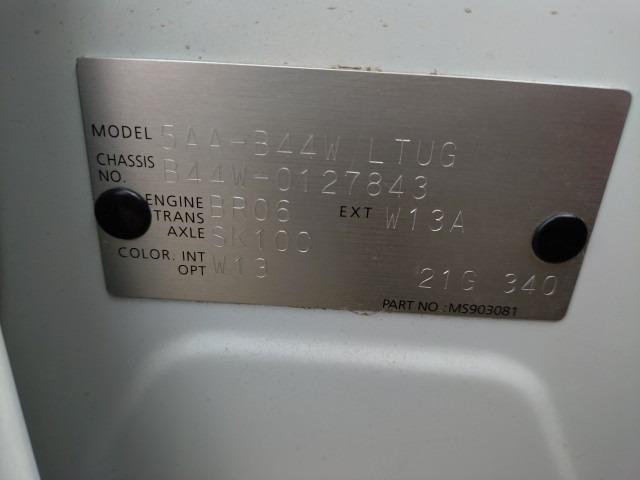 MODEL 5AA-B44W LTUG
CHASSIS NO. B44W-0127843
ENGINE BR06 EXT W13A
TRANS AXLE SK10C
COLOR. INT OPT W13 21G 340
PART NO : MS903081